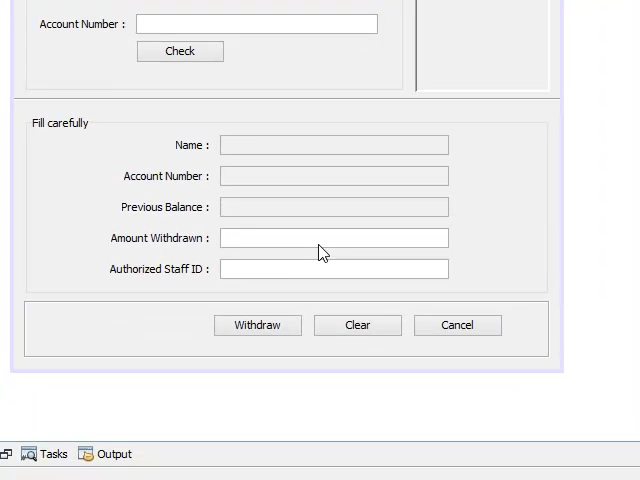 Account Number :
Check
Fill carefully
Name :
Account Number :
Previous Balance :
Amount Withdrawn :
Authorized Staff ID :
Withdraw Clear Cancel
Tasks Output